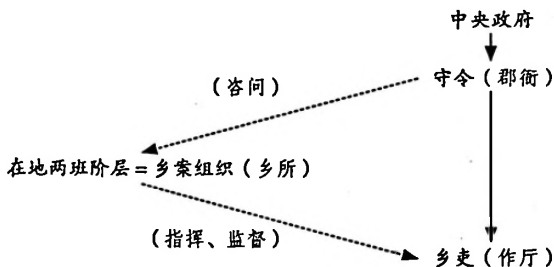 中央政府
(咨问)
守令(郡衙)
在地两班阶层=乡案组织(乡所)
(指挥、监督)
乡吏(作厅)